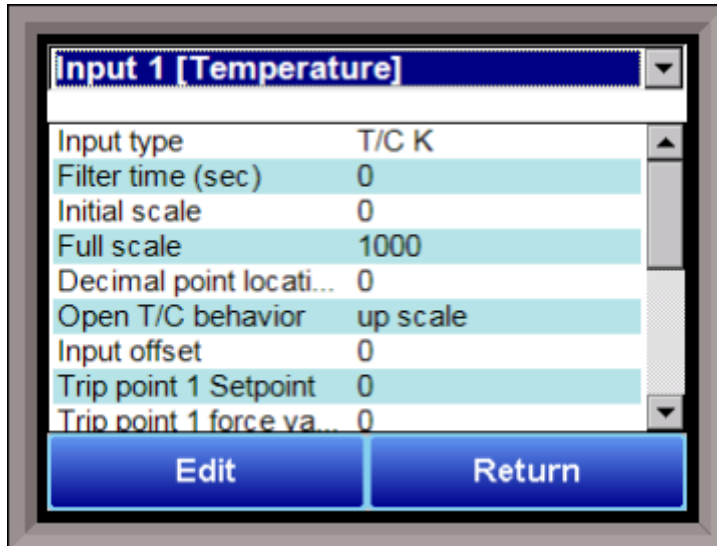 Input 1 [Temperature]
Input type T/C K
Filter time (sec) 0
Initial scale 0
Full scale 1000
Decimal point locati... 0
Open T/C behavior up scale
Input offset 0
Trip point 1 Setpoint 0
Trip point 1 force va... 0
Edit Return